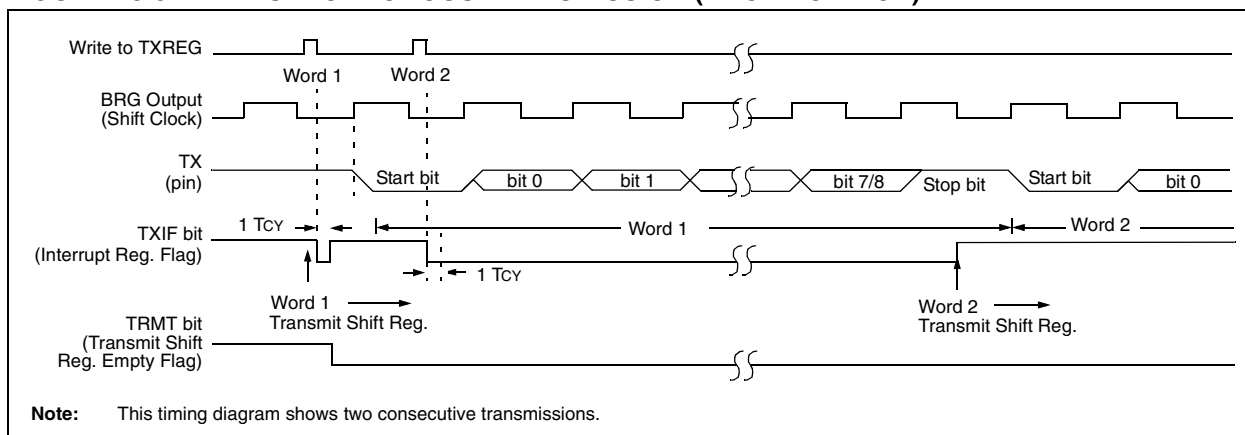 Write to TXREG
Word 1
Word 2
BRG Output
(Shift Clock)
TX
(pin)
Start bit
bit 0
bit 1
bit 7/8
Stop bit
Start bit
bit 0
1 TCY
TXIF bit
(Interrupt Reg. Flag)
Word 1
Word 2
1 TCY
Word 1
Transmit Shift Reg.
Word 2
Transmit Shift Reg.
TRMT bit
(Transmit Shift
Reg. Empty Flag)
Note: This timing diagram shows two consecutive transmissions.